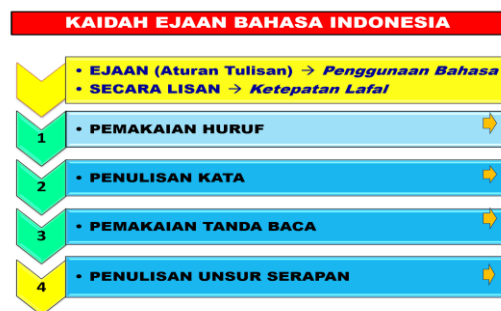 KAIDAH EJAAN BAHASA INDONESIA
• EJAAN (Aturan Tulisan) → Penggunaan Bahasa
• SECARA LISAN → Ketepatan Lafal
1 • PEMAKAIAN HURUF
2 • PENULISAN KATA
3 • PEMAKAIAN TANDA BACA
4 • PENULISAN UNSUR SERAPAN